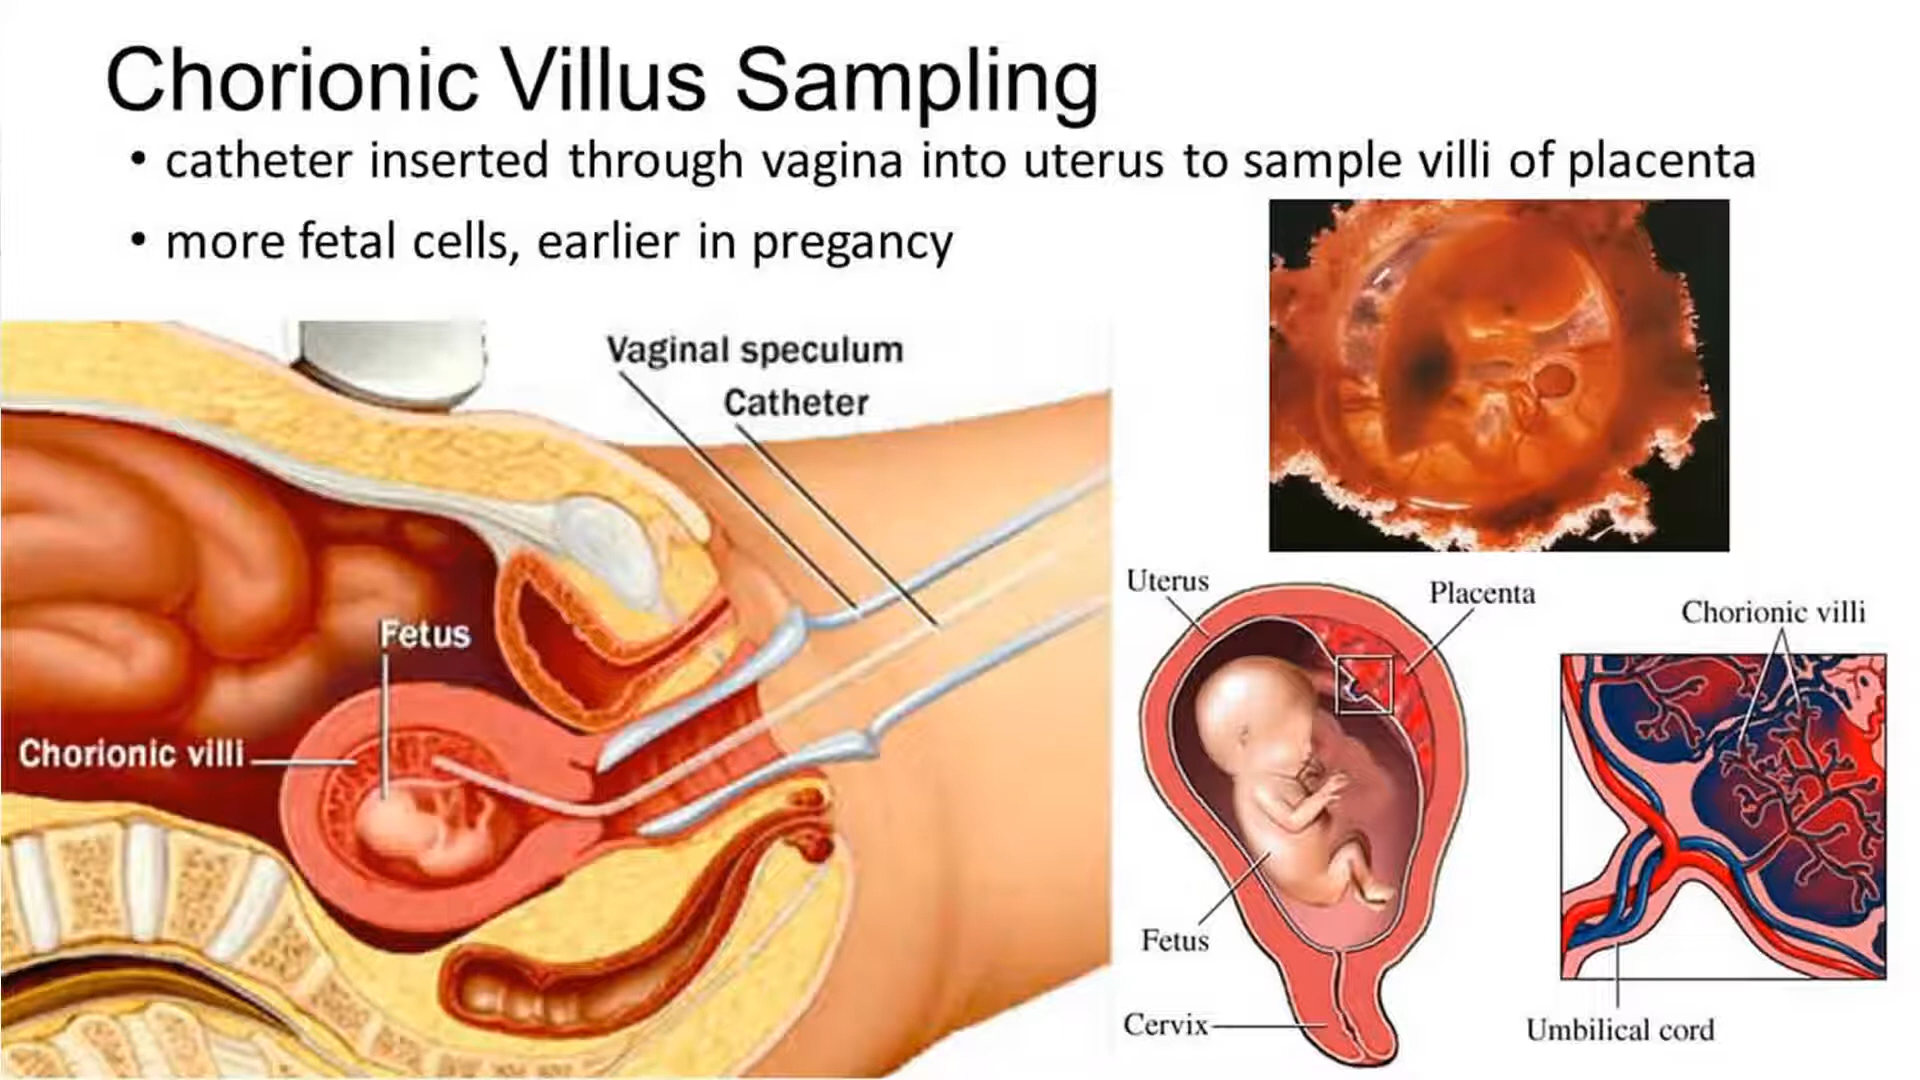 Chorionic Villus Sampling
• catheter inserted through vagina into uterus to sample villi of placenta
• more fetal cells, earlier in pregancy
Vaginal speculum
Catheter
Fetus
Chorionic villi
Uterus
Placenta
Chorionic villi
Fetus
Cervix
Umbilical cord